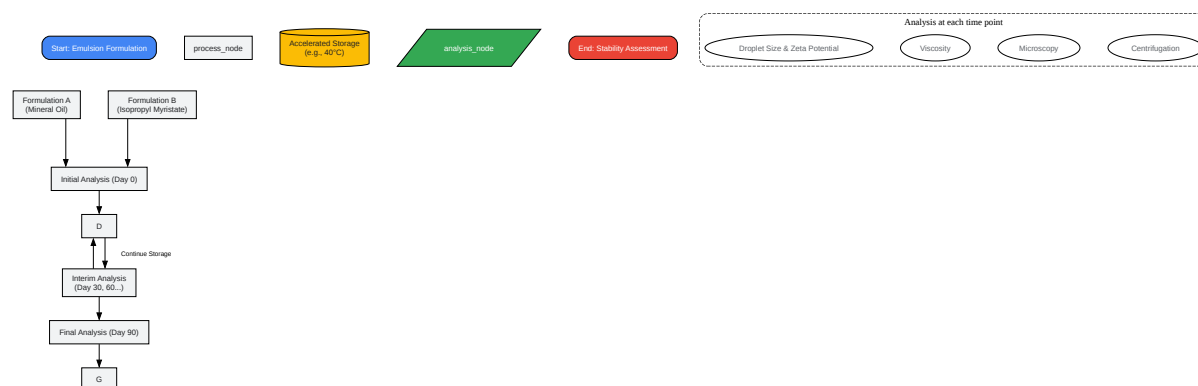 Analysis at each time point
Start: Emulsion Formulation
process_node
Accelerated Storage
(e.g., 40°C)
analysis_node
End: Stability Assessment
Droplet Size & Zeta Potential
Viscosity
Microscopy
Centrifugation
Formulation A
(Mineral Oil)
Formulation B
(Isopropyl Myristate)
Initial Analysis (Day 0)
D
Continue Storage
Interim Analysis
(Day 30, 60...)
Final Analysis (Day 90)
G